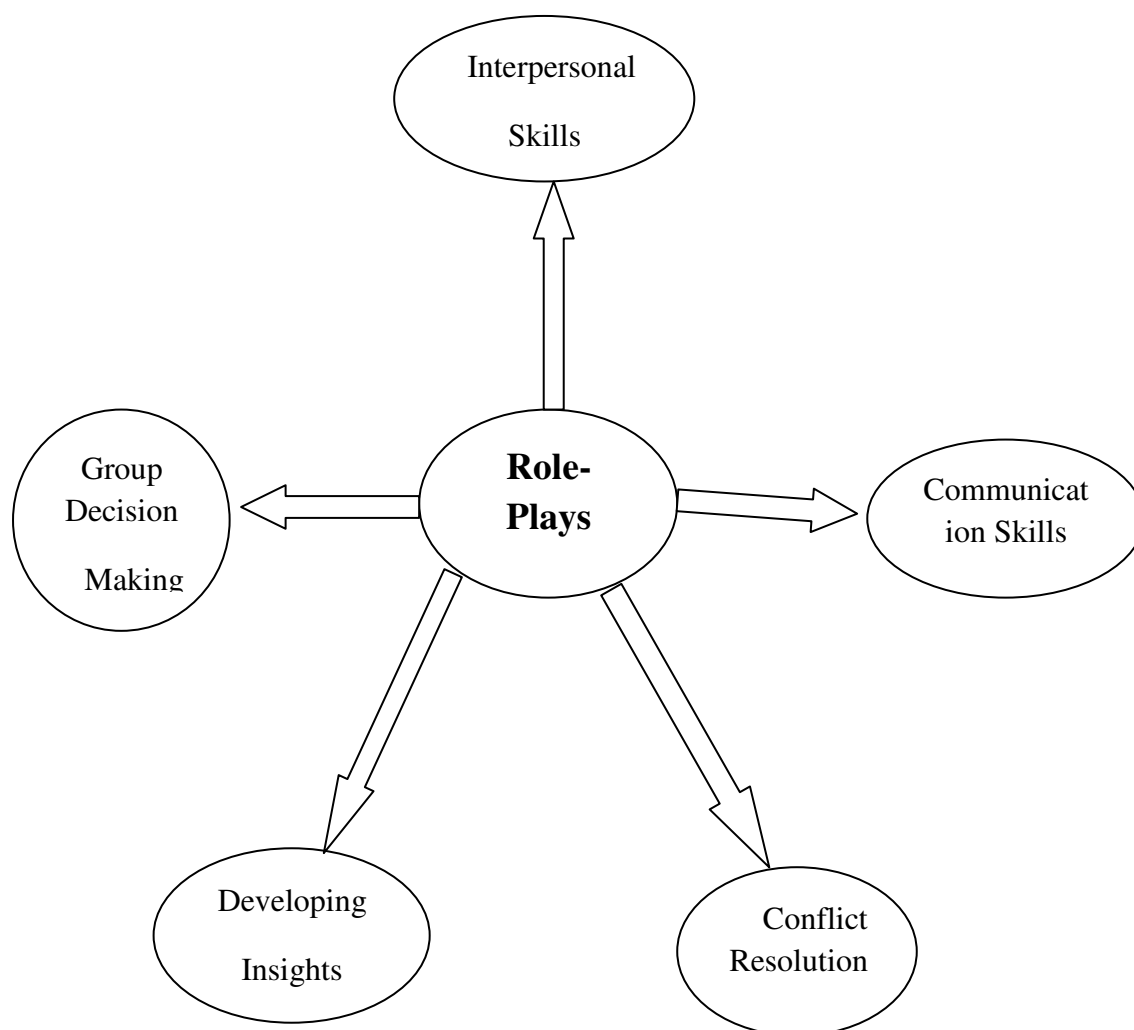 Interpersonal
Skills
Group
Decision
Making
Role-
Plays
Communicat
ion Skills
Developing
Insights
Conflict
Resolution